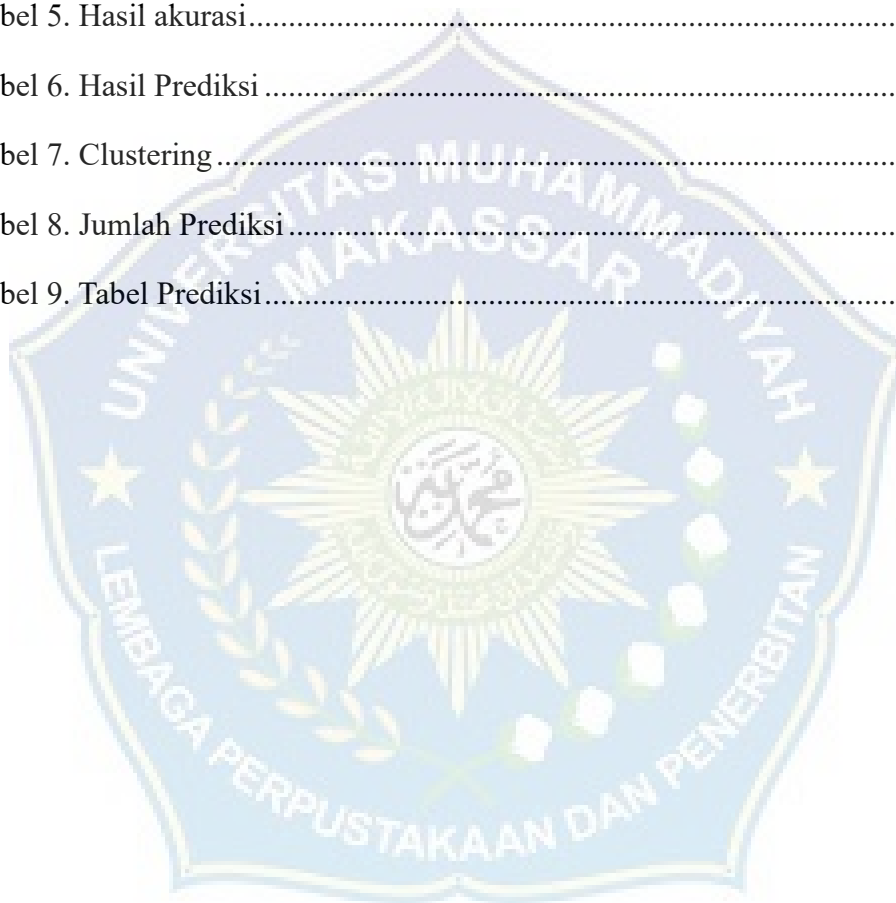 bel 5. Hasil akurasi
bel 6. Hasil Prediksi
bel 7. Clustering
bel 8. Jumlah Prediksi
bel 9. Tabel Prediksi
UNIVERSITAS MUHAMMADIYAH
MAKASSAR
محمدية
LEMBAGA PERPUSTAKAAN DAN PENERBITAN